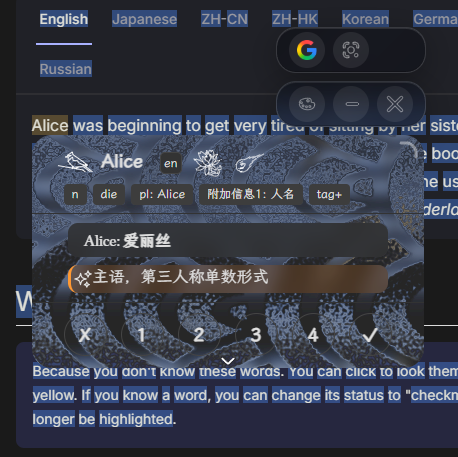 English Japanese ZH-CN ZH-HK Korean
Russian
Alice was beginning to get very tired of sitting by her
Alice en
n die pl: Alice 附加信息1: 人名 tag+
Alice: 爱丽丝
主语，第三人称单数形式
X 1 2 3 4 ✓
Because you don't know these words. You can click to look them
yellow. If you know a word, you can change its status to "checkm
longer be highlighted.